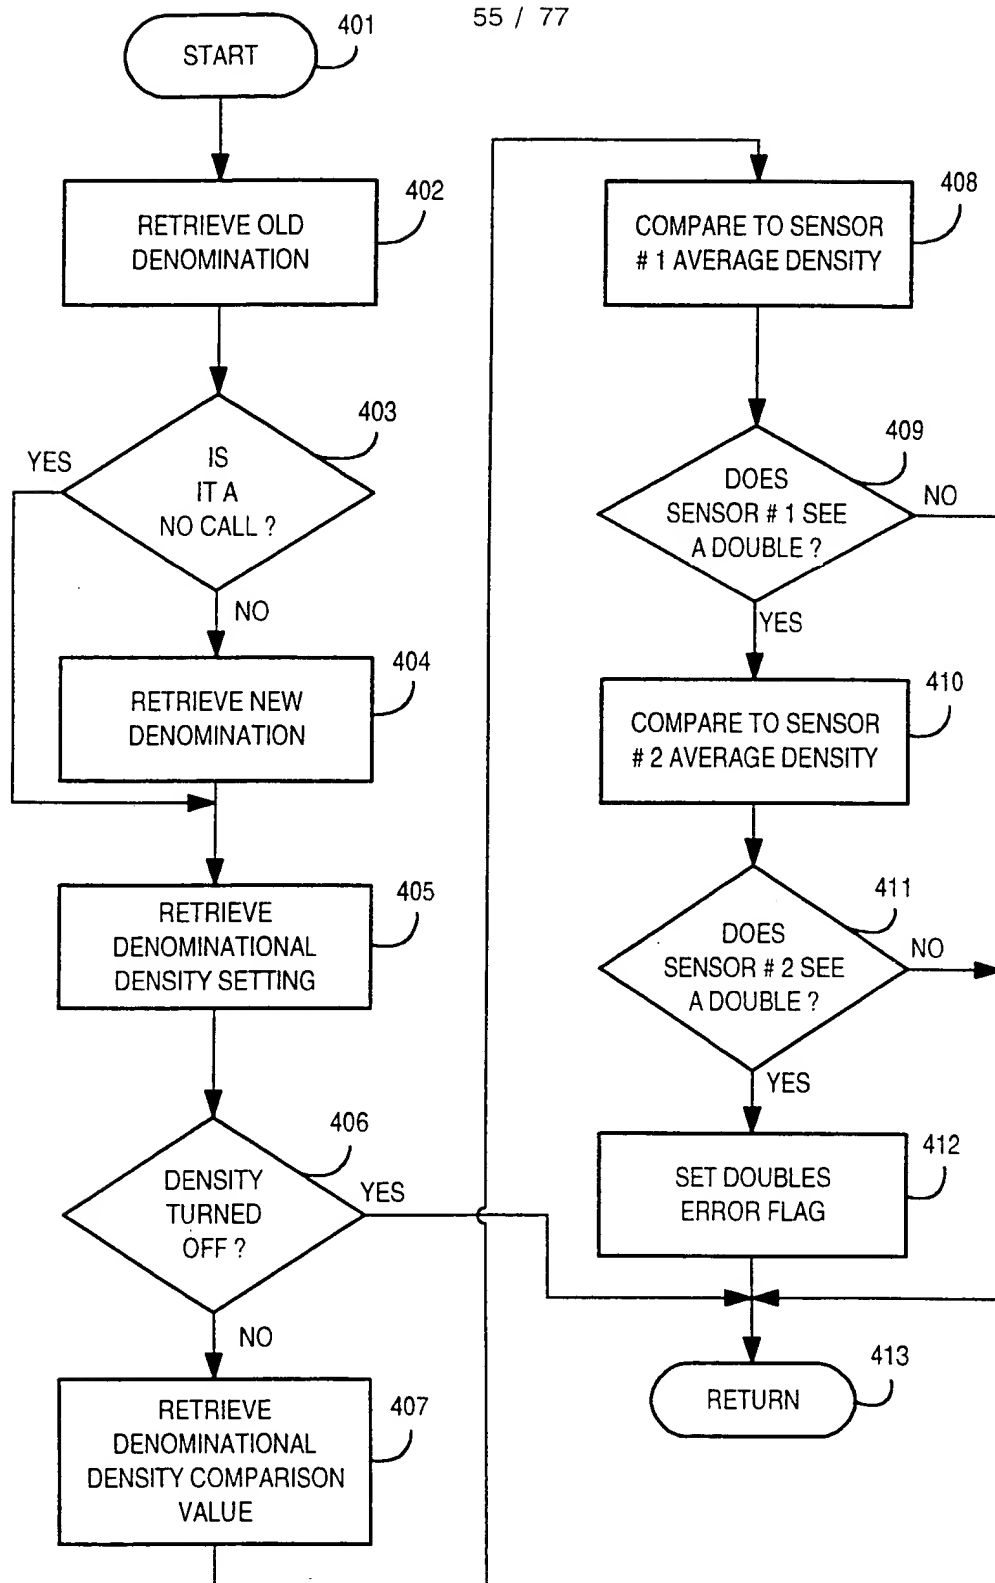 55 / 77
START
401
RETRIEVE OLD
DENOMINATION
402
IS
IT A
NO CALL ?
403
YES
NO
RETRIEVE NEW
DENOMINATION
404
RETRIEVE
DENOMINATIONAL
DENSITY SETTING
405
DENSITY
TURNED
OFF ?
406
YES
NO
RETRIEVE
DENOMINATIONAL
DENSITY COMPARISON
VALUE
407
COMPARE TO SENSOR
# 1 AVERAGE DENSITY
408
DOES
SENSOR # 1 SEE
A DOUBLE ?
409
NO
YES
COMPARE TO SENSOR
# 2 AVERAGE DENSITY
410
DOES
SENSOR # 2 SEE
A DOUBLE ?
411
NO
YES
SET DOUBLES
ERROR FLAG
412
RETURN
413